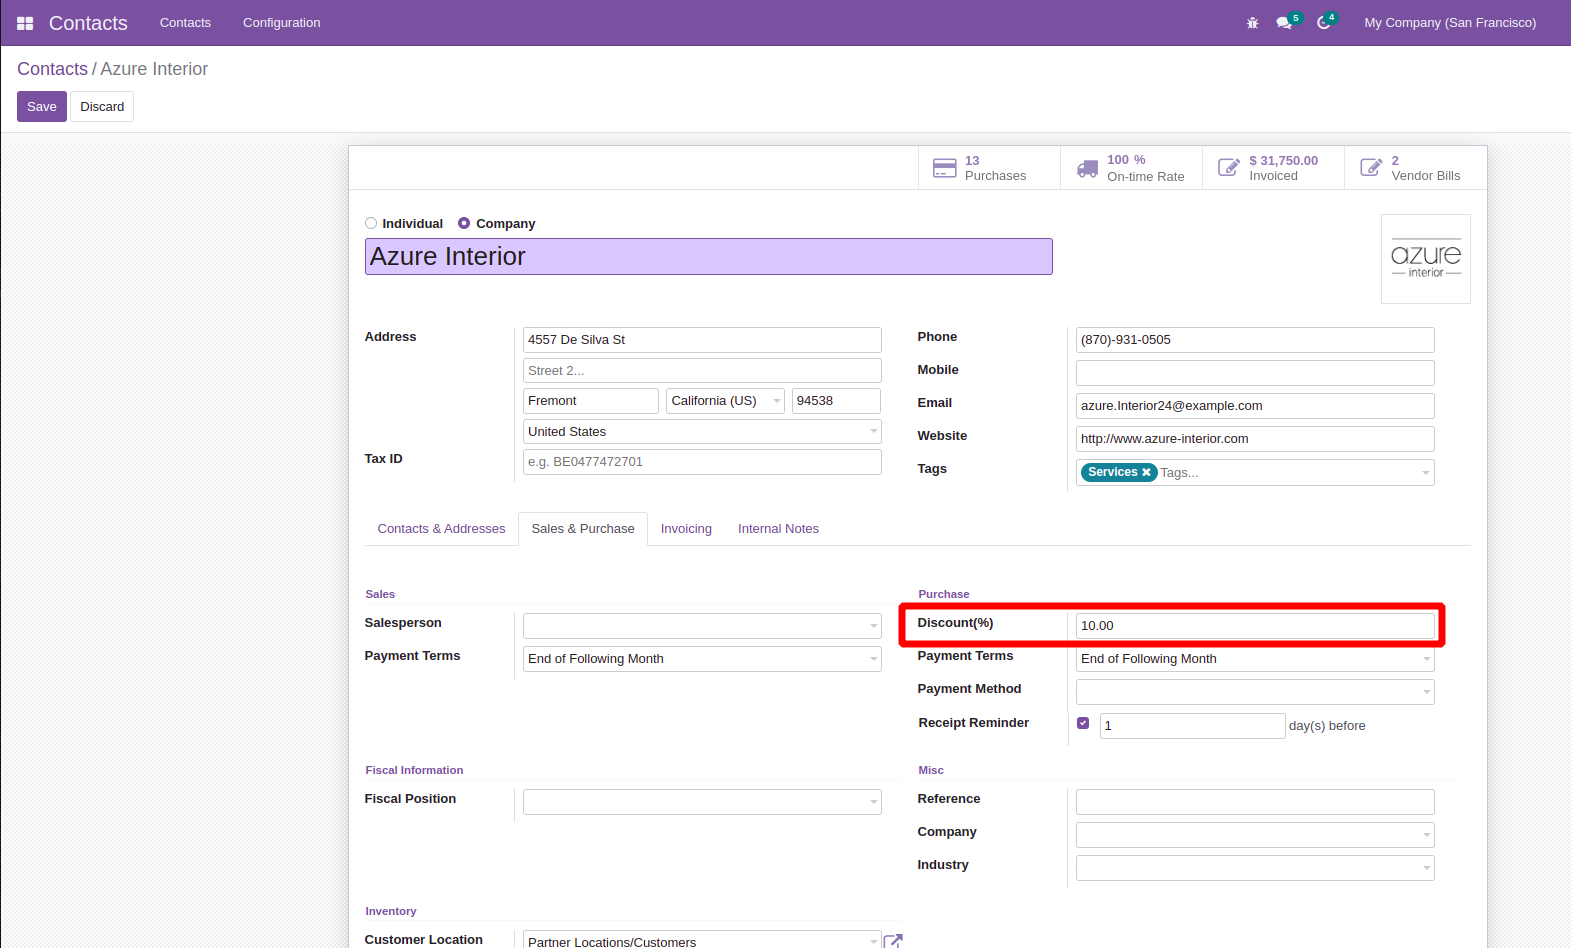 Contacts Contacts Configuration 5 4 My Company (San Francisco)
Contacts / Azure Interior
Save Discard
13 Purchases
100 % On-time Rate
$ 31,750.00 Invoiced
2 Vendor Bills
Individual Company
Azure Interior
azure
interior
Address 4557 De Silva St
Street 2...
Fremont California (US) 94538
United States
Tax ID e.g. BE0477472701
Phone (870)-931-0505
Mobile
Email azure.Interior24@example.com
Website http://www.azure-interior.com
Tags Services Tags...
Contacts & Addresses Sales & Purchase Invoicing Internal Notes
Sales
Salesperson
Payment Terms End of Following Month
Purchase
Discount(%) 10.00
Payment Terms End of Following Month
Payment Method
Receipt Reminder 1 day(s) before
Fiscal Information
Fiscal Position
Misc
Reference
Company
Industry
Inventory
Customer Location Partner Locations/Customers